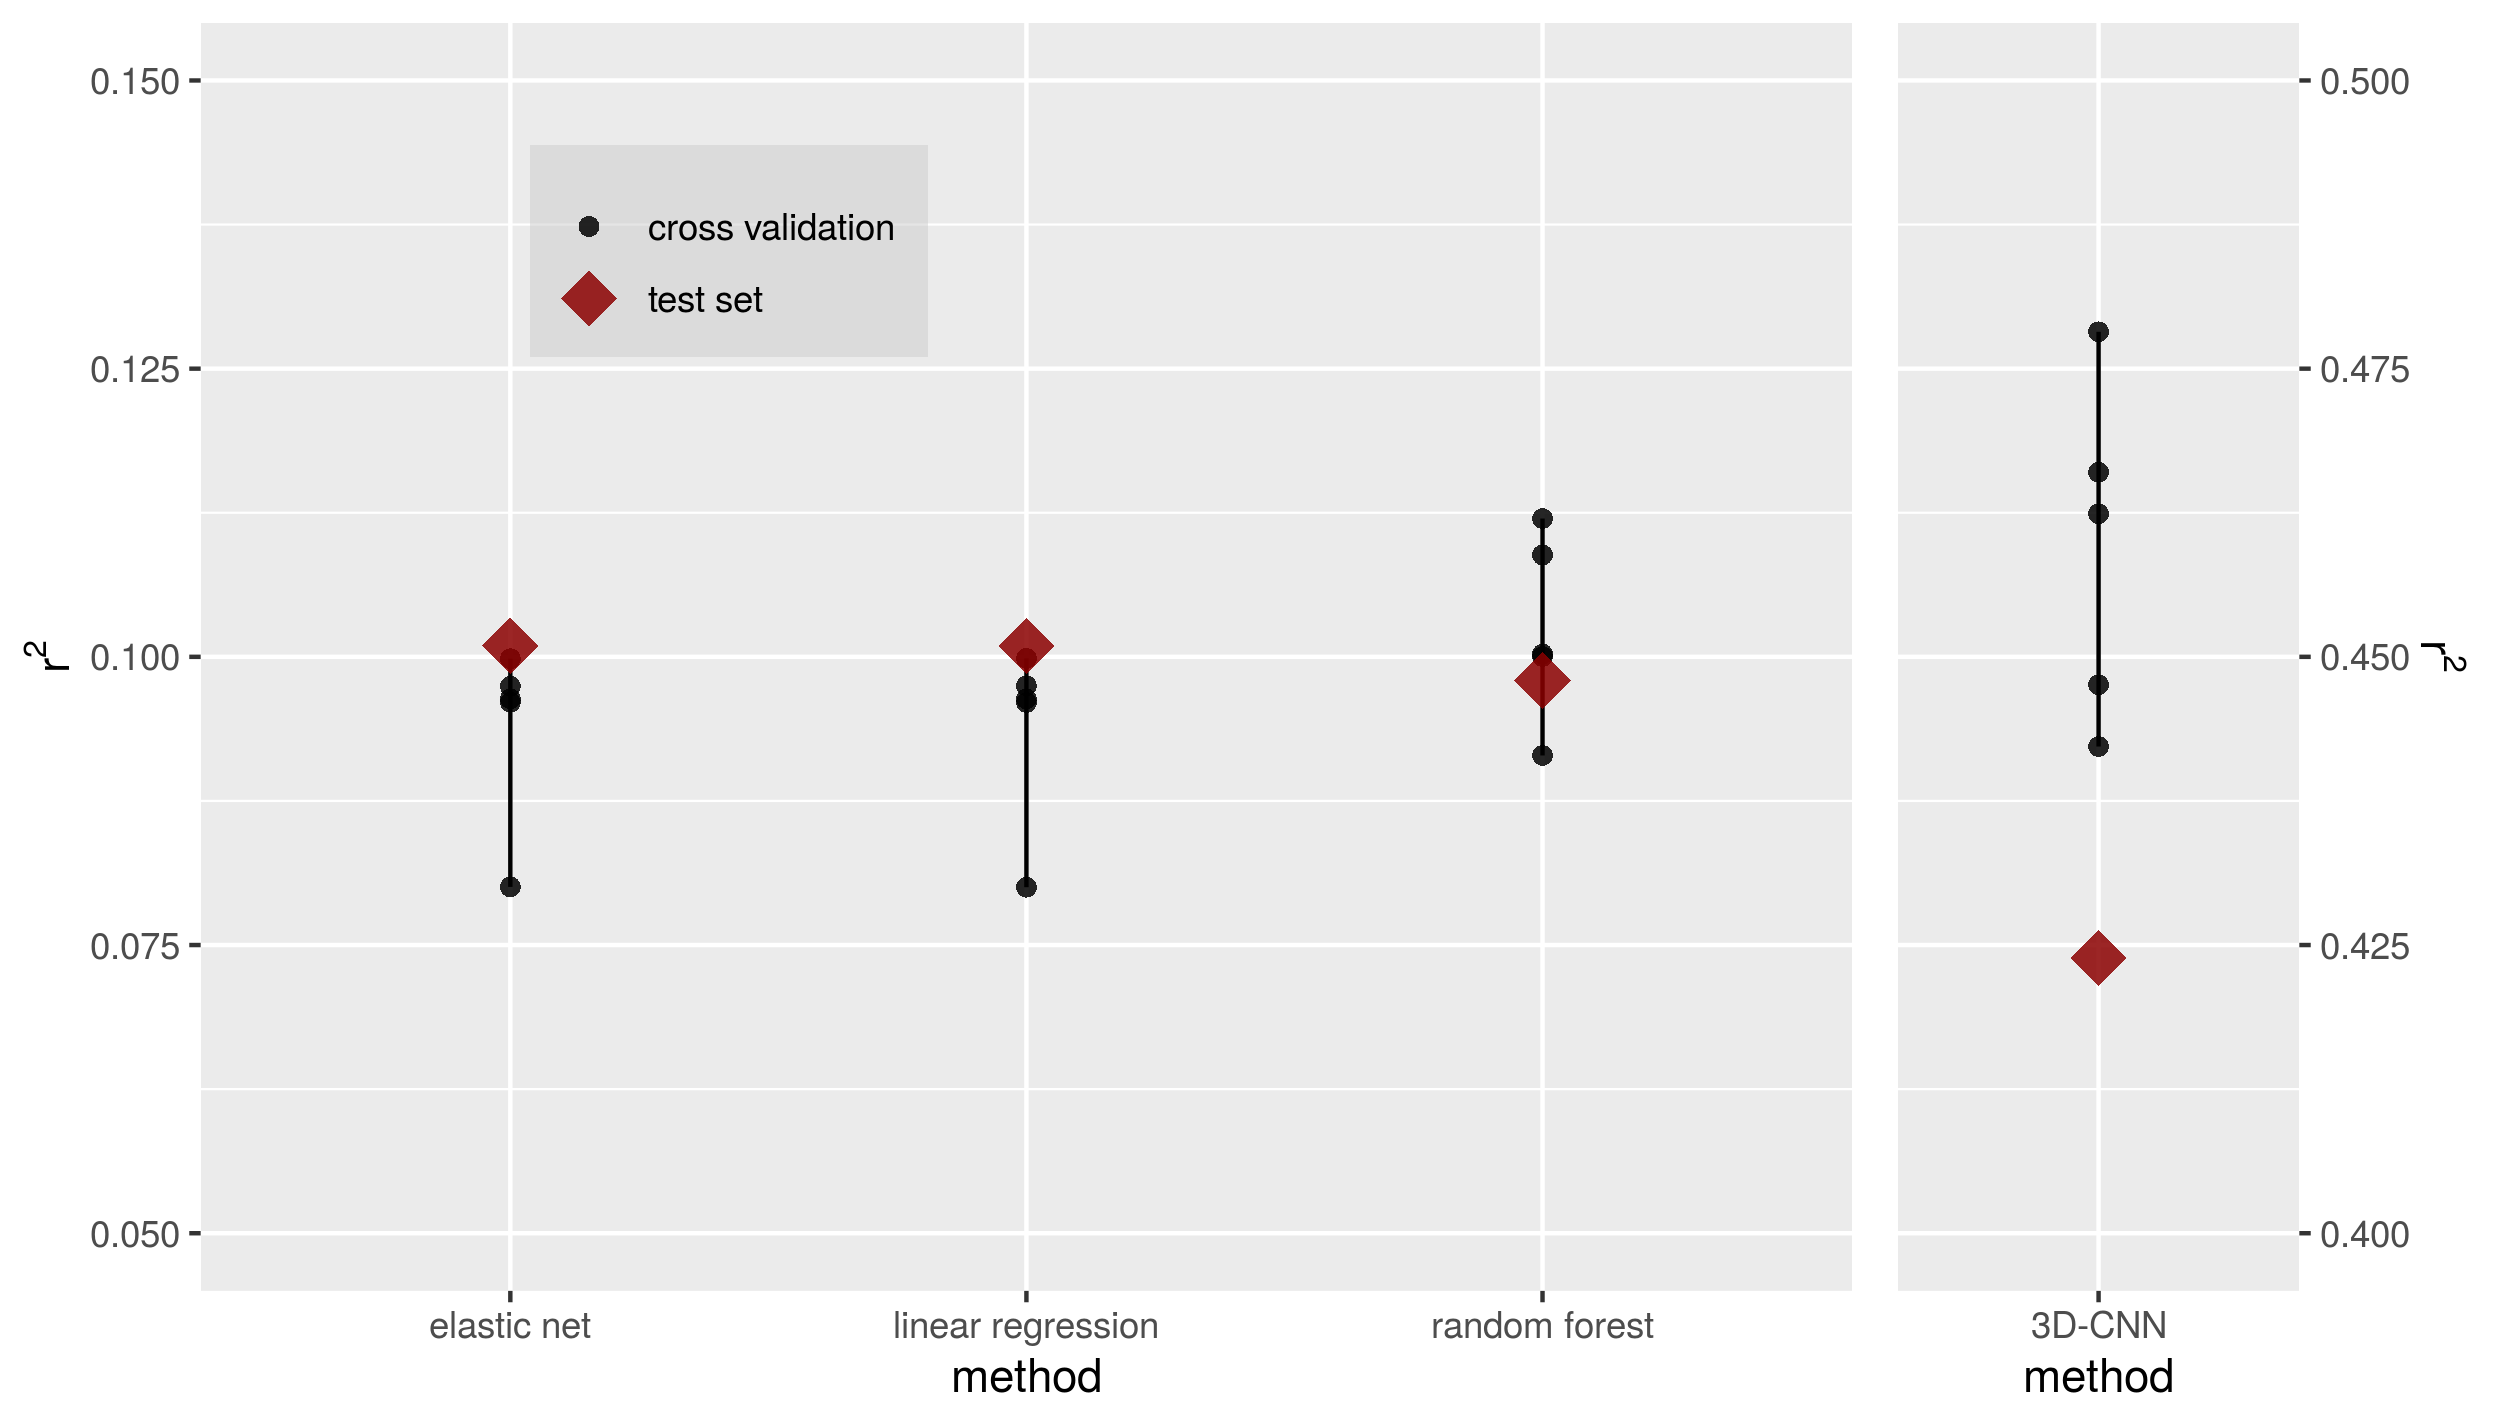 0.150
0.125
0.100
0.075
0.050
r²
cross validation
test set
elastic net
linear regression
random forest
method
0.500
0.475
0.450
0.425
0.400
r²
3D-CNN
method